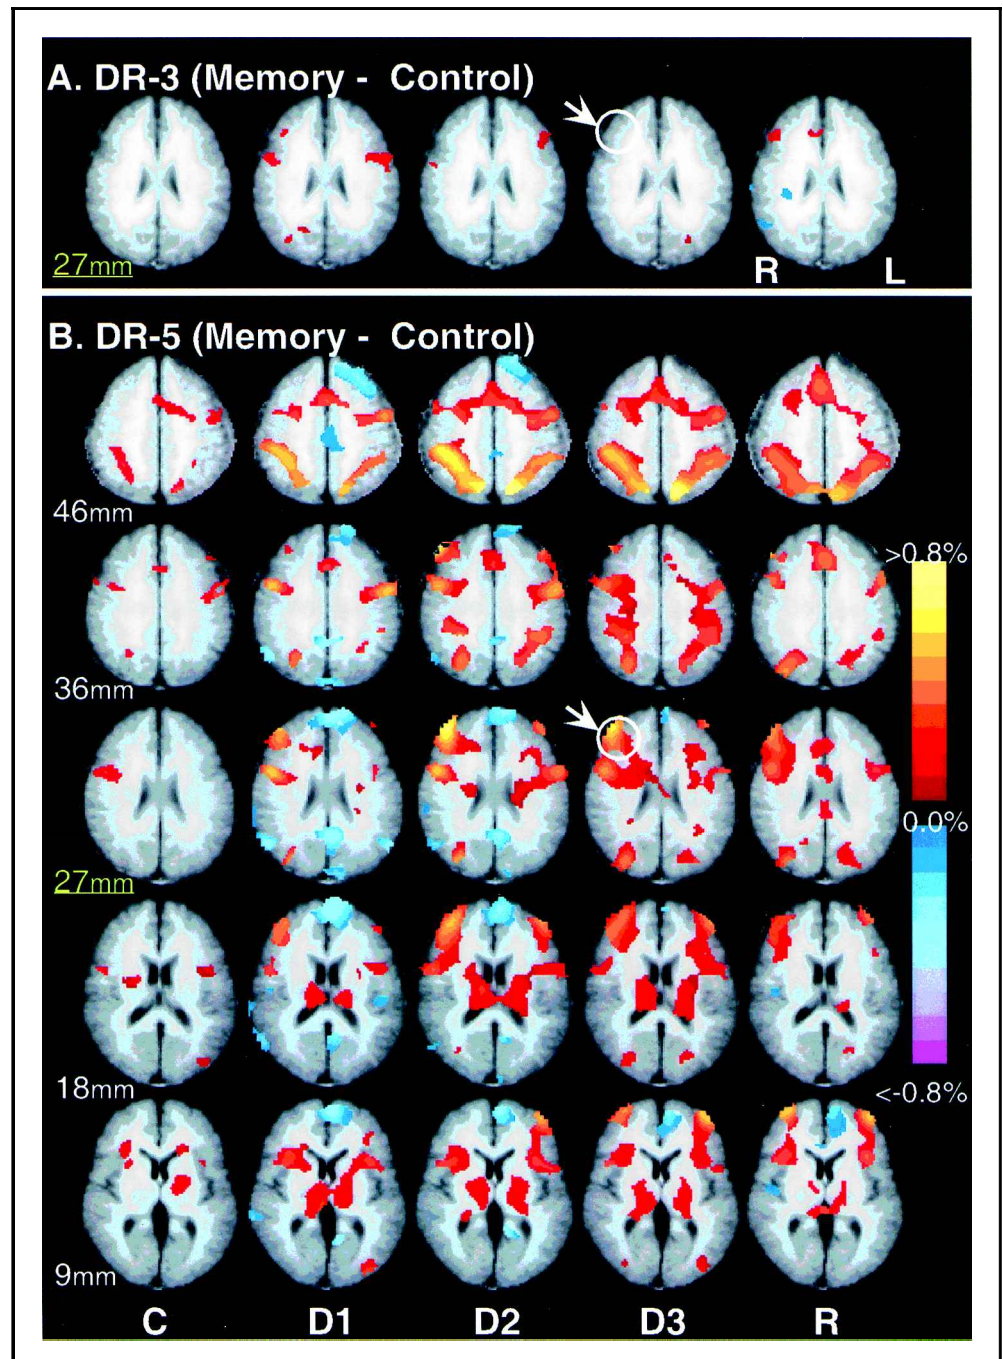 A. DR-3 (Memory - Control)
27mm
R L
B. DR-5 (Memory - Control)
46mm
36mm
>0.8%
0.0%
27mm
18mm
<-0.8%
9mm
C D1 D2 D3 R